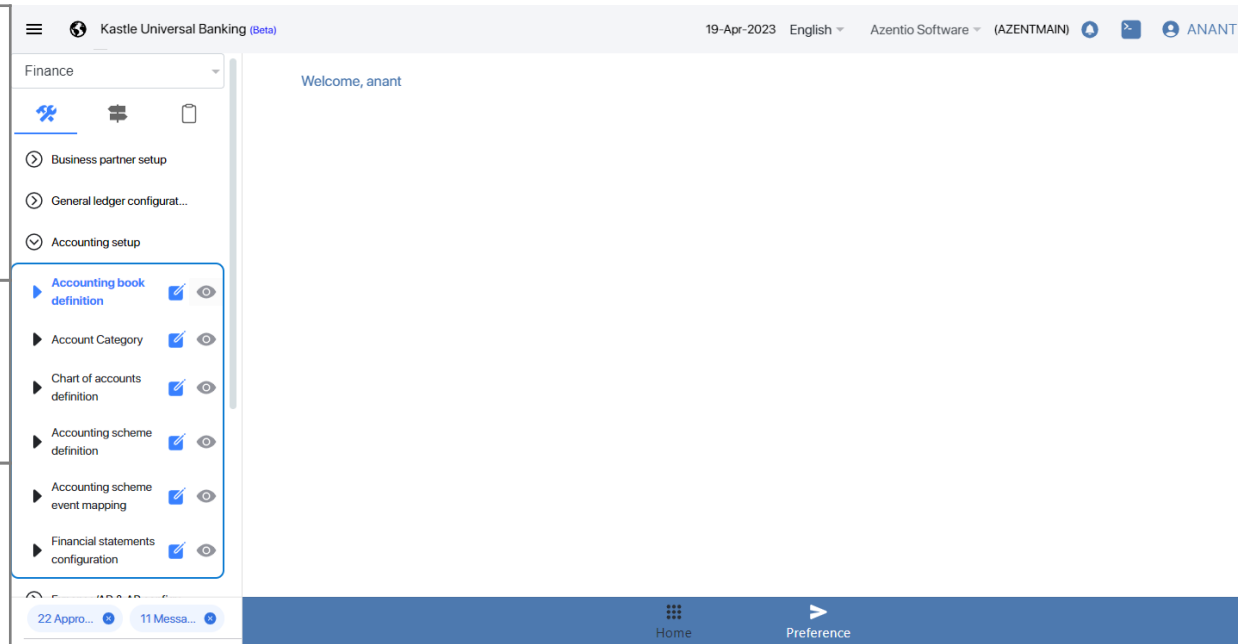 Kastle Universal Banking (Beta)
19-Apr-2023 English Azentio Software (AZENTMAIN) ANANT
Finance
Welcome, anant
Business partner setup
General ledger configurat...
Accounting setup
Accounting book
definition
Account Category
Chart of accounts
definition
Accounting scheme
definition
Accounting scheme
event mapping
Financial statements
configuration
22 Appro... 11 Messa...
Home Preference